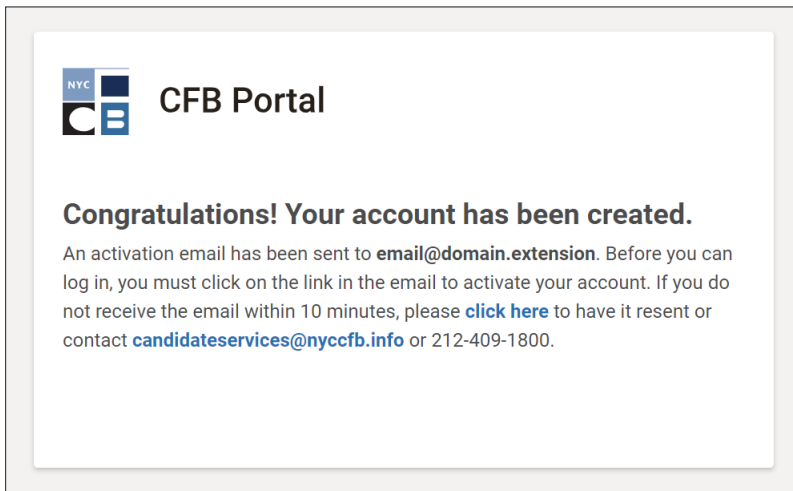 NYC
CB
CFB Portal
Congratulations! Your account has been created.
An activation email has been sent to email@domain.extension. Before you can
log in, you must click on the link in the email to activate your account. If you do
not receive the email within 10 minutes, please click here to have it resent or
contact candidateservices@nyccfb.info or 212-409-1800.